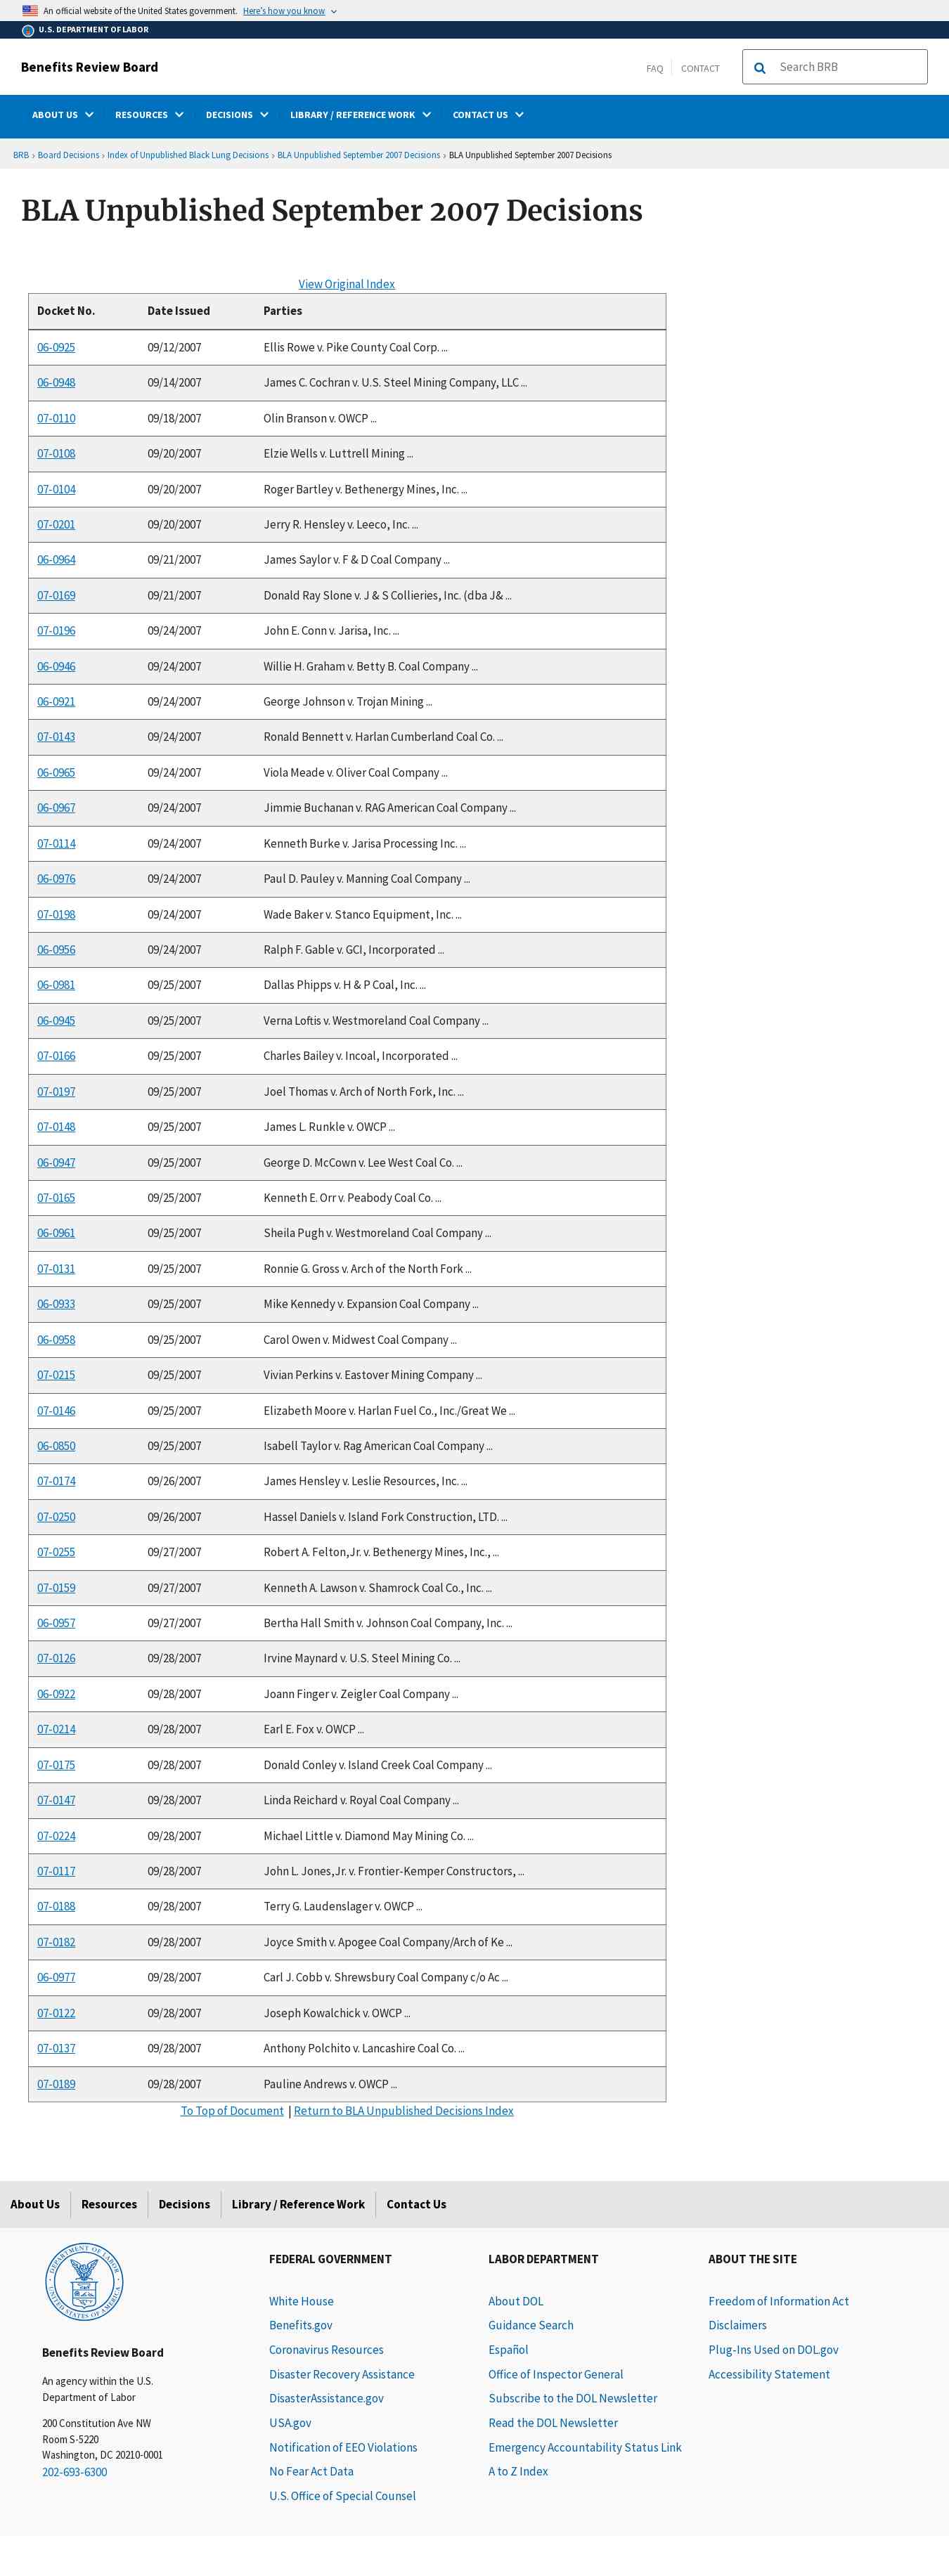 An official website of the United States government. Here's how you know
U.S. DEPARTMENT OF LABOR
Benefits Review Board
FAQ CONTACT Search BRB
ABOUT US RESOURCES DECISIONS LIBRARY / REFERENCE WORK CONTACT US
BRB › Board Decisions › Index of Unpublished Black Lung Decisions › BLA Unpublished September 2007 Decisions › BLA Unpublished September 2007 Decisions
BLA Unpublished September 2007 Decisions
View Original Index
Docket No. Date Issued Parties
06-0925 09/12/2007 Ellis Rowe v. Pike County Coal Corp. ...
06-0948 09/14/2007 James C. Cochran v. U.S. Steel Mining Company, LLC ...
07-0110 09/18/2007 Olin Branson v. OWCP ...
07-0108 09/20/2007 Elzie Wells v. Luttrell Mining ...
07-0104 09/20/2007 Roger Bartley v. Bethenergy Mines, Inc. ...
07-0201 09/20/2007 Jerry R. Hensley v. Leeco, Inc. ...
06-0964 09/21/2007 James Saylor v. F & D Coal Company ...
07-0169 09/21/2007 Donald Ray Slone v. J & S Collieries, Inc. (dba J& ...
07-0196 09/24/2007 John E. Conn v. Jarisa, Inc. ...
06-0946 09/24/2007 Willie H. Graham v. Betty B. Coal Company ...
06-0921 09/24/2007 George Johnson v. Trojan Mining ...
07-0143 09/24/2007 Ronald Bennett v. Harlan Cumberland Coal Co. ...
06-0965 09/24/2007 Viola Meade v. Oliver Coal Company ...
06-0967 09/24/2007 Jimmie Buchanan v. RAG American Coal Company ...
07-0114 09/24/2007 Kenneth Burke v. Jarisa Processing Inc. ...
06-0976 09/24/2007 Paul D. Pauley v. Manning Coal Company ...
07-0198 09/24/2007 Wade Baker v. Stanco Equipment, Inc. ...
06-0956 09/24/2007 Ralph F. Gable v. GCI, Incorporated ...
06-0981 09/25/2007 Dallas Phipps v. H & P Coal, Inc. ...
06-0945 09/25/2007 Verna Loftis v. Westmoreland Coal Company ...
07-0166 09/25/2007 Charles Bailey v. Incoal, Incorporated ...
07-0197 09/25/2007 Joel Thomas v. Arch of North Fork, Inc. ...
07-0148 09/25/2007 James L. Runkle v. OWCP ...
06-0947 09/25/2007 George D. McCown v. Lee West Coal Co. ...
07-0165 09/25/2007 Kenneth E. Orr v. Peabody Coal Co. ...
06-0961 09/25/2007 Sheila Pugh v. Westmoreland Coal Company ...
07-0131 09/25/2007 Ronnie G. Gross v. Arch of the North Fork ...
06-0933 09/25/2007 Mike Kennedy v. Expansion Coal Company ...
06-0958 09/25/2007 Carol Owen v. Midwest Coal Company ...
07-0215 09/25/2007 Vivian Perkins v. Eastover Mining Company ...
07-0146 09/25/2007 Elizabeth Moore v. Harlan Fuel Co., Inc./Great We ...
06-0850 09/25/2007 Isabell Taylor v. Rag American Coal Company ...
07-0174 09/26/2007 James Hensley v. Leslie Resources, Inc. ...
07-0250 09/26/2007 Hassel Daniels v. Island Fork Construction, LTD. ...
07-0255 09/27/2007 Robert A. Felton,Jr. v. Bethenergy Mines, Inc., ...
07-0159 09/27/2007 Kenneth A. Lawson v. Shamrock Coal Co., Inc. ...
06-0957 09/27/2007 Bertha Hall Smith v. Johnson Coal Company, Inc. ...
07-0126 09/28/2007 Irvine Maynard v. U.S. Steel Mining Co. ...
06-0922 09/28/2007 Joann Finger v. Zeigler Coal Company ...
07-0214 09/28/2007 Earl E. Fox v. OWCP ...
07-0175 09/28/2007 Donald Conley v. Island Creek Coal Company ...
07-0147 09/28/2007 Linda Reichard v. Royal Coal Company ...
07-0224 09/28/2007 Michael Little v. Diamond May Mining Co. ...
07-0117 09/28/2007 John L. Jones,Jr. v. Frontier-Kemper Constructors, ...
07-0188 09/28/2007 Terry G. Laudenslager v. OWCP ...
07-0182 09/28/2007 Joyce Smith v. Apogee Coal Company/Arch of Ke ...
06-0977 09/28/2007 Carl J. Cobb v. Shrewsbury Coal Company c/o Ac ...
07-0122 09/28/2007 Joseph Kowalchick v. OWCP ...
07-0137 09/28/2007 Anthony Polchito v. Lancashire Coal Co. ...
07-0189 09/28/2007 Pauline Andrews v. OWCP ...
To Top of Document | Return to BLA Unpublished Decisions Index
About Us Resources Decisions Library / Reference Work Contact Us
DEPARTMENT OF LABOR
UNITED STATES OF AMERICA
Benefits Review Board
An agency within the U.S.
Department of Labor
200 Constitution Ave NW
Room S-5220
Washington, DC 20210-0001
202-693-6300
FEDERAL GOVERNMENT
White House
Benefits.gov
Coronavirus Resources
Disaster Recovery Assistance
DisasterAssistance.gov
USA.gov
Notification of EEO Violations
No Fear Act Data
U.S. Office of Special Counsel
LABOR DEPARTMENT
About DOL
Guidance Search
Español
Office of Inspector General
Subscribe to the DOL Newsletter
Read the DOL Newsletter
Emergency Accountability Status Link
A to Z Index
ABOUT THE SITE
Freedom of Information Act
Disclaimers
Plug-Ins Used on DOL.gov
Accessibility Statement